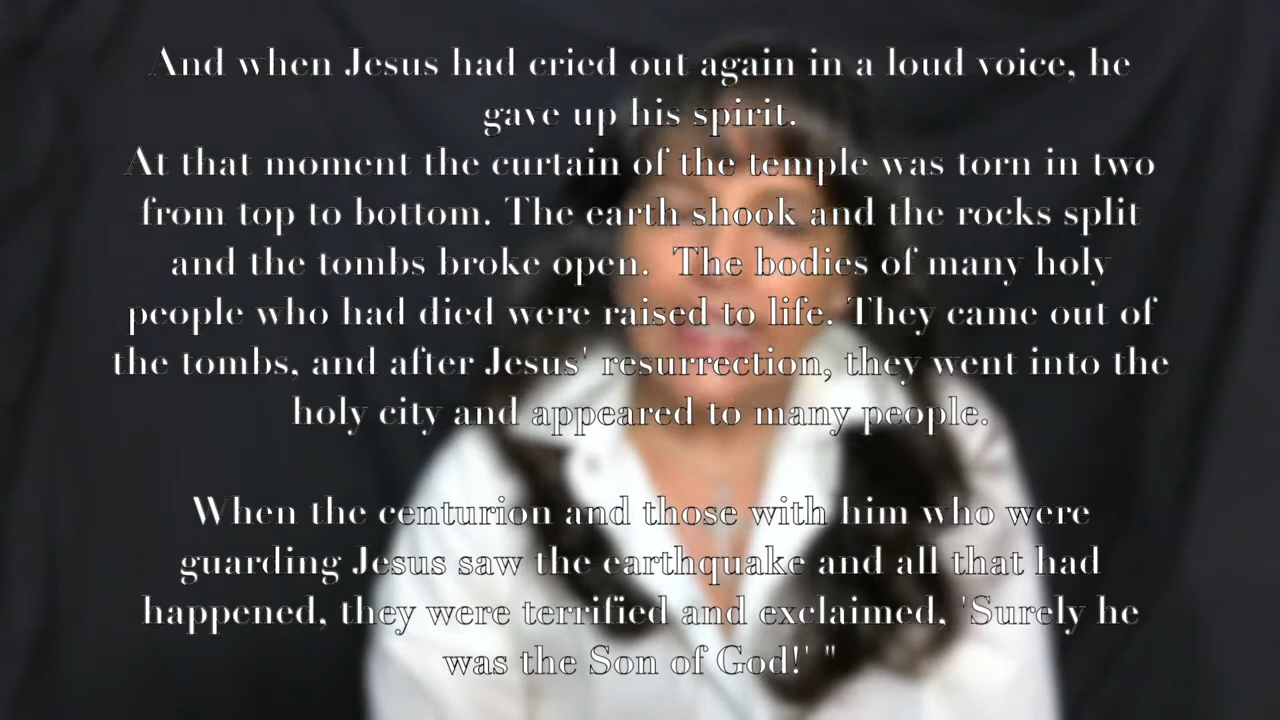 And when Jesus had cried out again in a loud voice, he
gave up his spirit.
At that moment the curtain of the temple was torn in two
from top to bottom. The earth shook and the rocks split
and the tombs broke open. The bodies of many holy
people who had died were raised to life. They came out of
the tombs, and after Jesus' resurrection, they went into the
holy city and appeared to many people.
When the centurion and those with him who were
guarding Jesus saw the earthquake and all that had
happened, they were terrified and exclaimed, 'Surely he
was the Son of God!' "